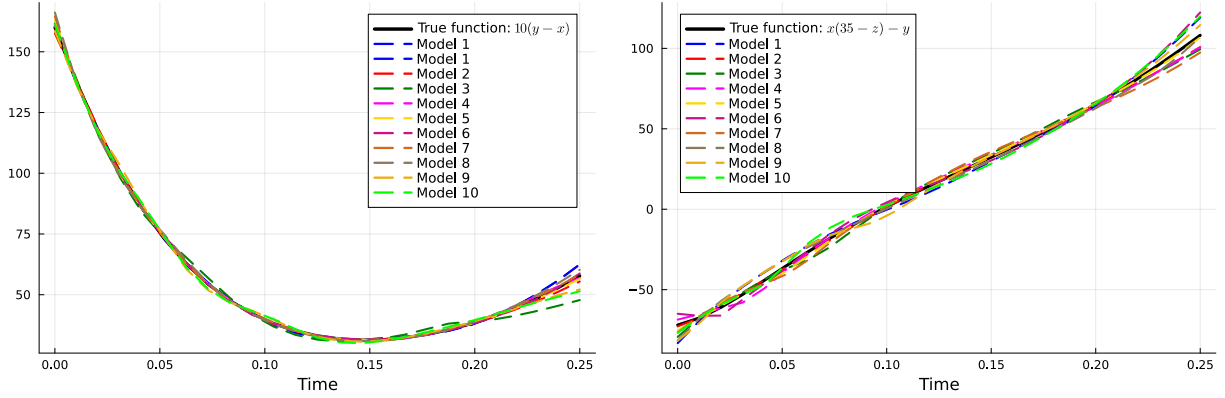 150
125
100
75
50
0.00
0.05
0.10
0.15
0.20
0.25
Time
True function: 10(y − x)
Model 1
Model 1
Model 2
Model 3
Model 4
Model 5
Model 6
Model 7
Model 8
Model 9
Model 10
100
50
0
−50
0.00
0.05
0.10
0.15
0.20
0.25
Time
True function: x(35 − z) − y
Model 1
Model 2
Model 3
Model 4
Model 5
Model 6
Model 7
Model 8
Model 9
Model 10